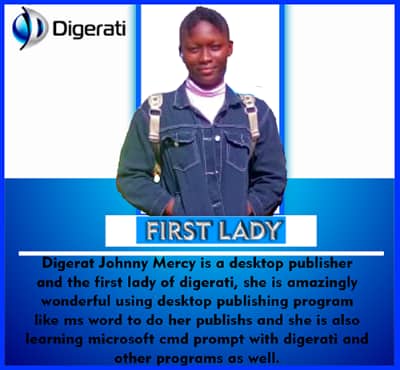 Digerati
FIRST LADY
Digerat Johnny Mercy is a desktop publisher
and the first lady of digerati, she is amazingly
wonderful using desktop publishing program
like ms word to do her publishs and she is also
learning microsoft cmd prompt with digerati and
other programs as well.